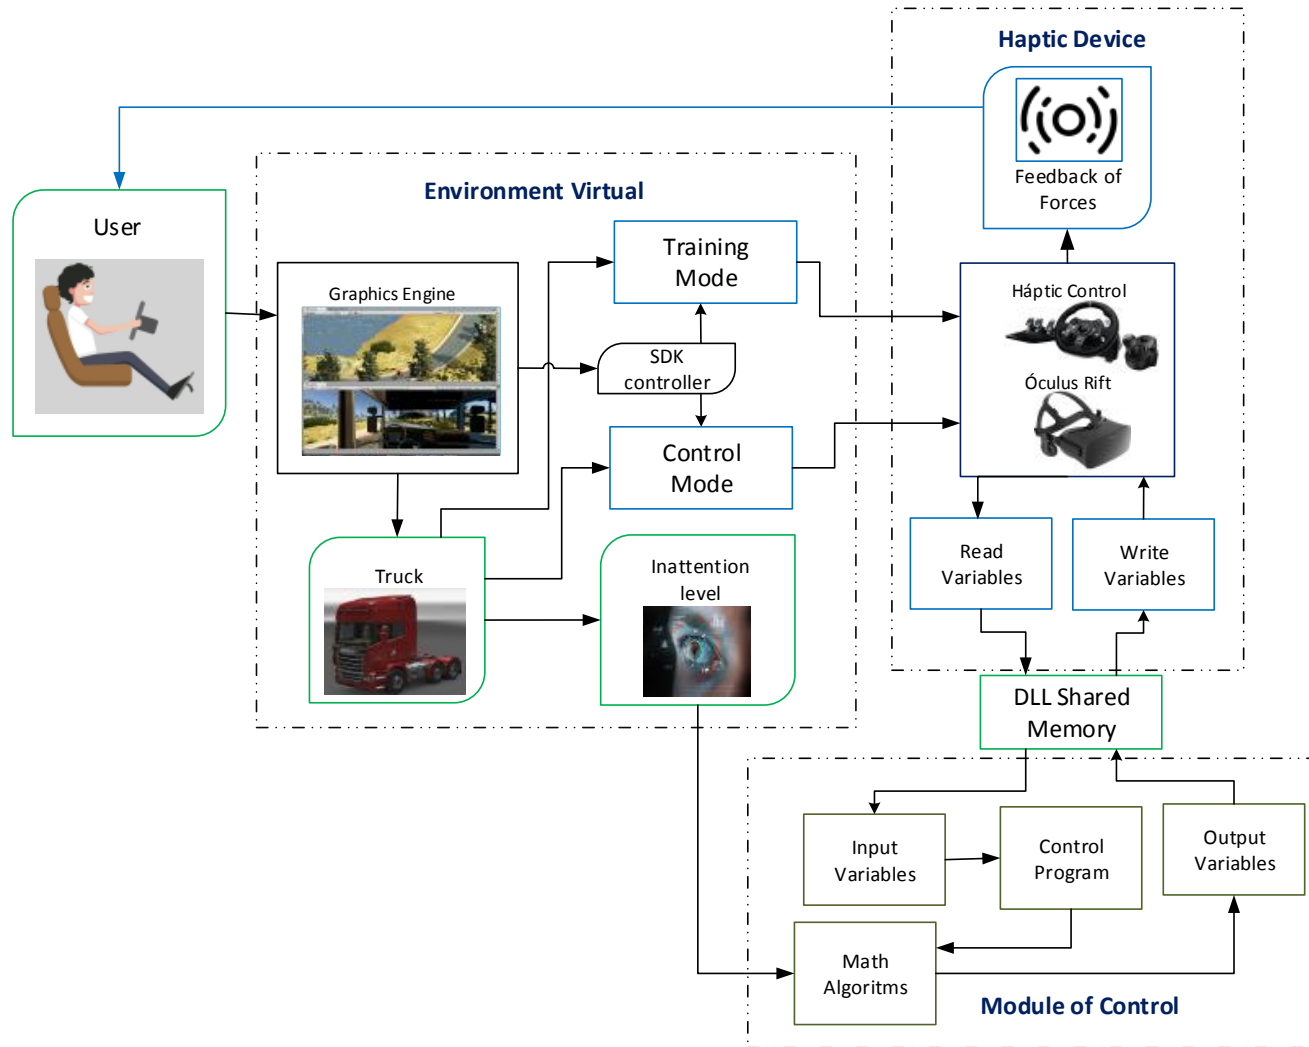 Haptic Device
Feedback of
Forces
Environment Virtual
User
Training
Mode
Graphics Engine
Háptic Control
SDK
controller
Óculus Rift
Control
Mode
Read
Variables
Write
Variables
Truck
Inattention
level
DLL Shared
Memory
Input
Variables
Control
Program
Output
Variables
Math
Algoritms
Module of Control